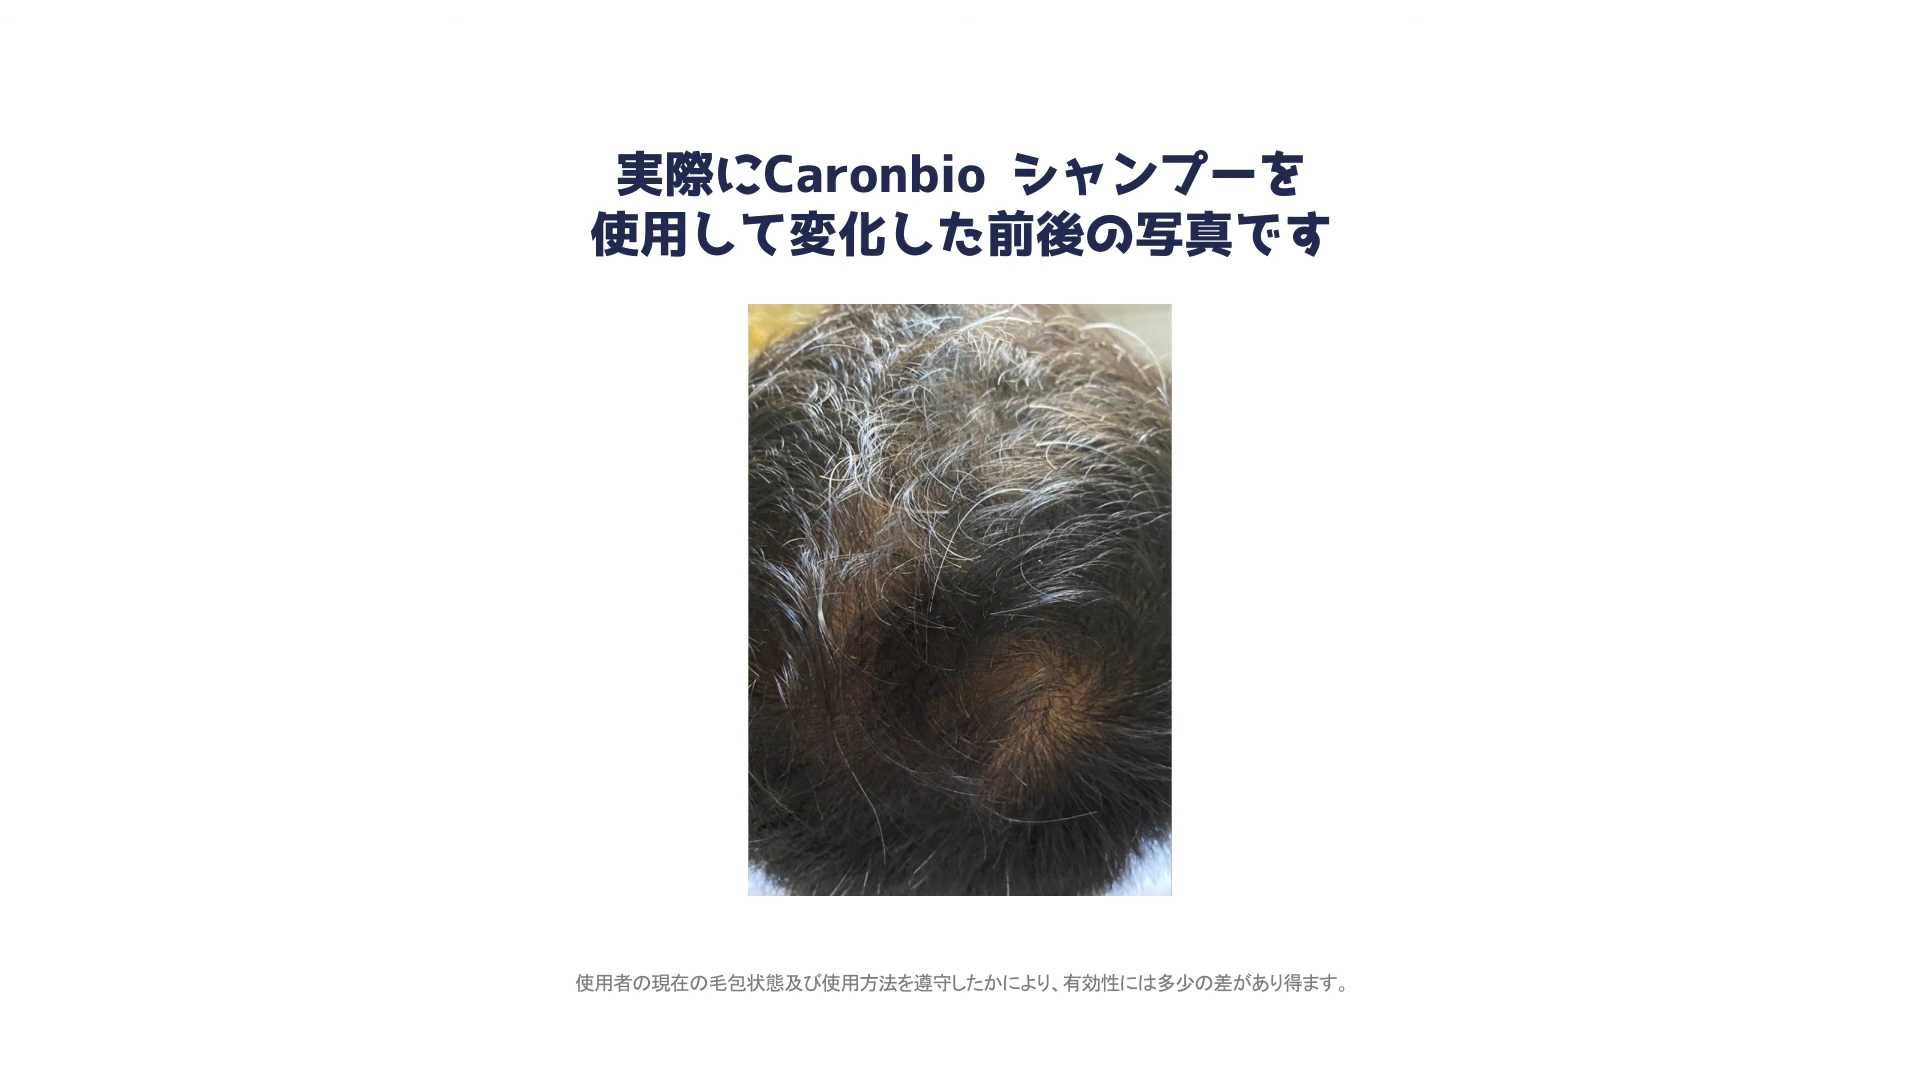 実際にCaronbio シャンプーを
使用して変化した前後の写真です
使用者の現在の毛包状態及び使用方法を遵守したかにより、有効性には多少の差があり得ます。